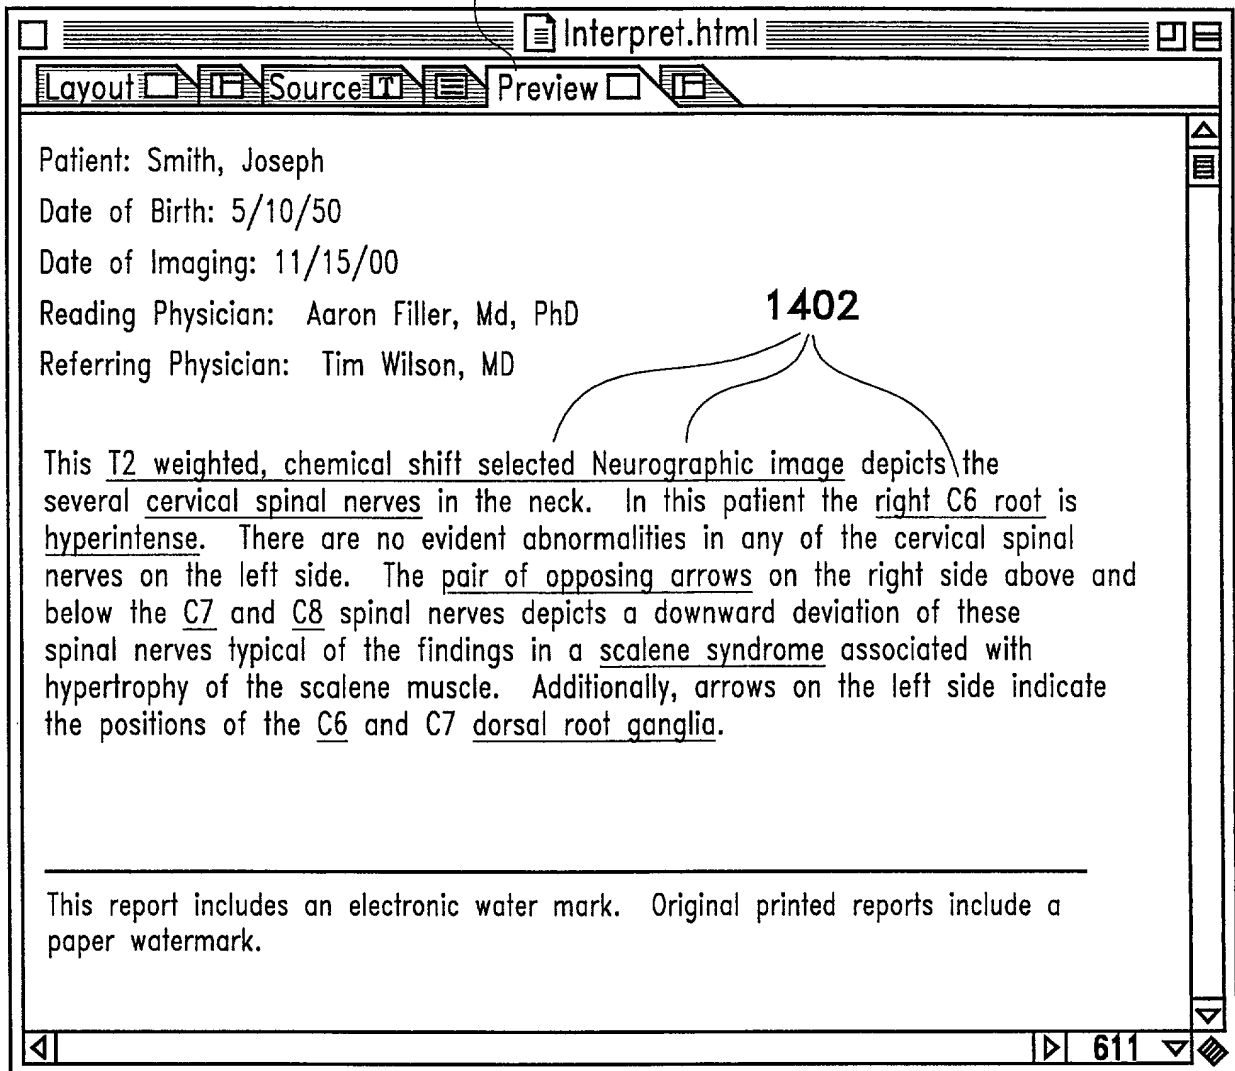 Interpret.html
Layout Source T Preview
Patient: Smith, Joseph
Date of Birth: 5/10/50
Date of Imaging: 11/15/00
Reading Physician: Aaron Filler, Md, PhD
1402
Referring Physician: Tim Wilson, MD
This T2 weighted, chemical shift selected Neurographic image depicts the
several cervical spinal nerves in the neck. In this patient the right C6 root is
hyperintense. There are no evident abnormalities in any of the cervical spinal
nerves on the left side. The pair of opposing arrows on the right side above and
below the C7 and C8 spinal nerves depicts a downward deviation of these
spinal nerves typical of the findings in a scalene syndrome associated with
hypertrophy of the scalene muscle. Additionally, arrows on the left side indicate
the positions of the C6 and C7 dorsal root ganglia.
This report includes an electronic water mark. Original printed reports include a
paper watermark.
611